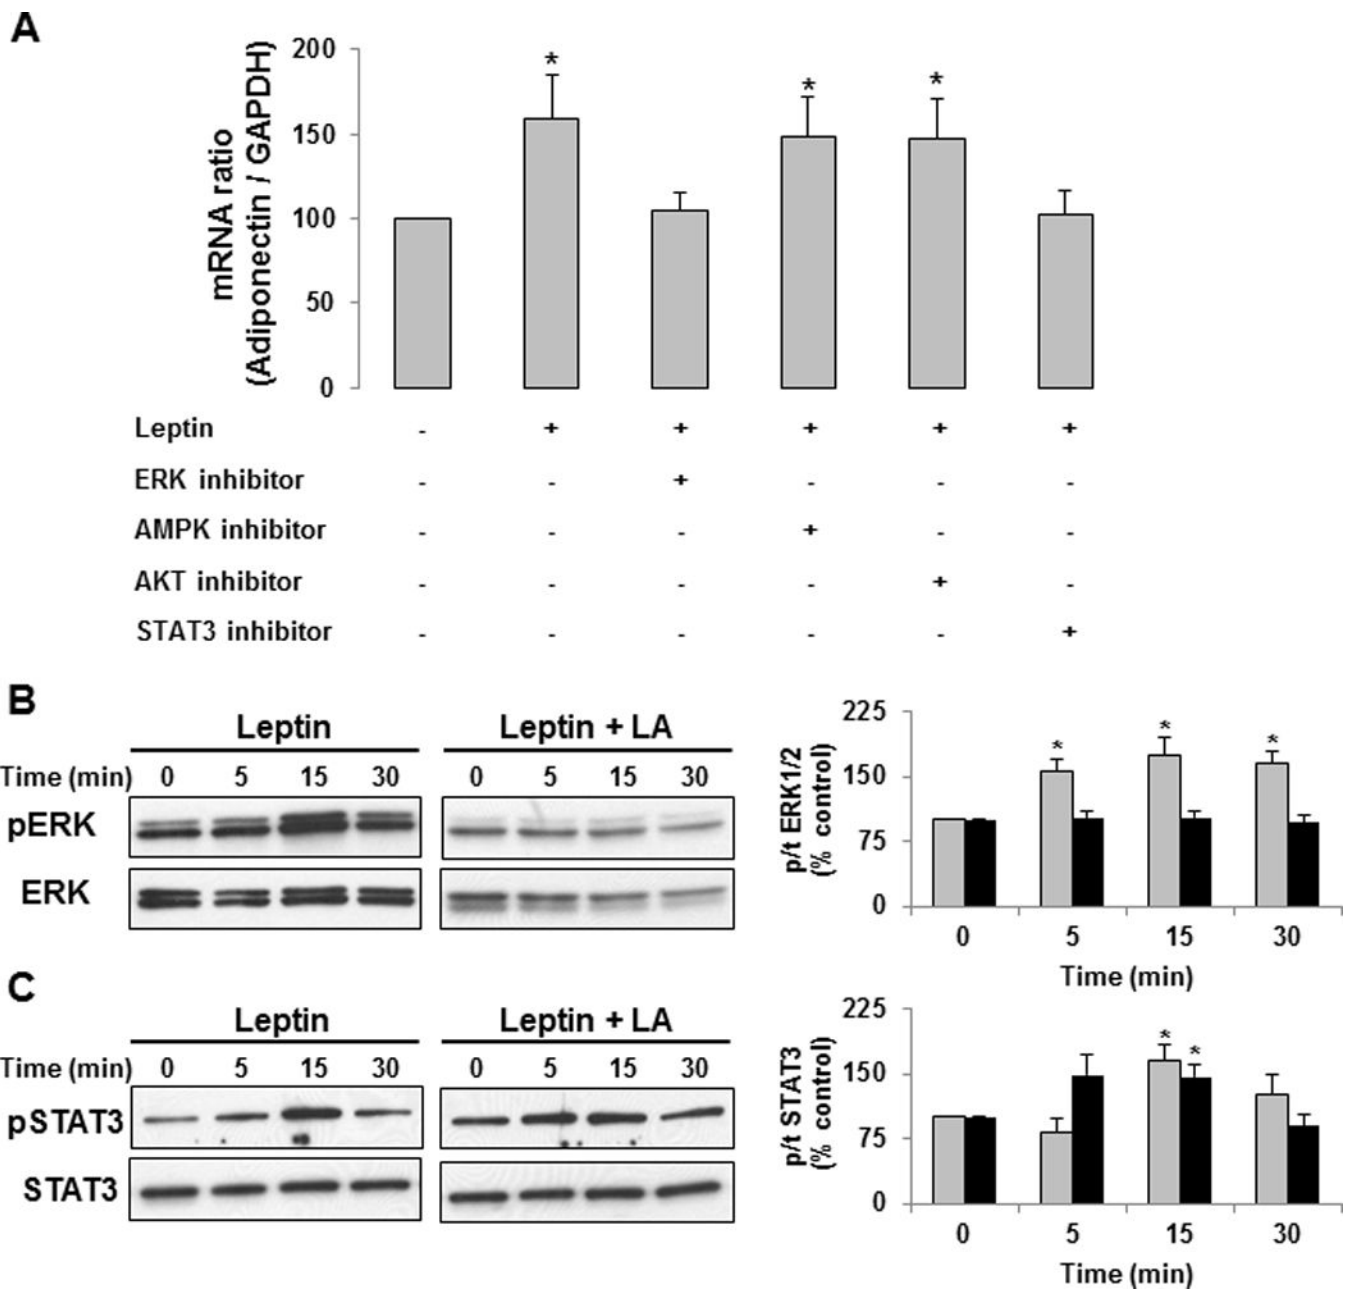 A
mRNA ratio
(Adiponectin / GAPDH)
200
150
100
50
0
* * *
Leptin - + + + + +
ERK inhibitor - - + - - -
AMPK inhibitor - - - + - -
AKT inhibitor - - - - + -
STAT3 inhibitor - - - - - +
B
Leptin Leptin + LA
Time (min) 0 5 15 30 0 5 15 30
pERK
ERK
p/t ERK1/2
(% control)
225
150
75
0
* * *
0 5 15 30
Time (min)
C
Leptin Leptin + LA
Time (min) 0 5 15 30 0 5 15 30
pSTAT3
STAT3
p/t STAT3
(% control)
225
150
75
0
* *
0 5 15 30
Time (min)